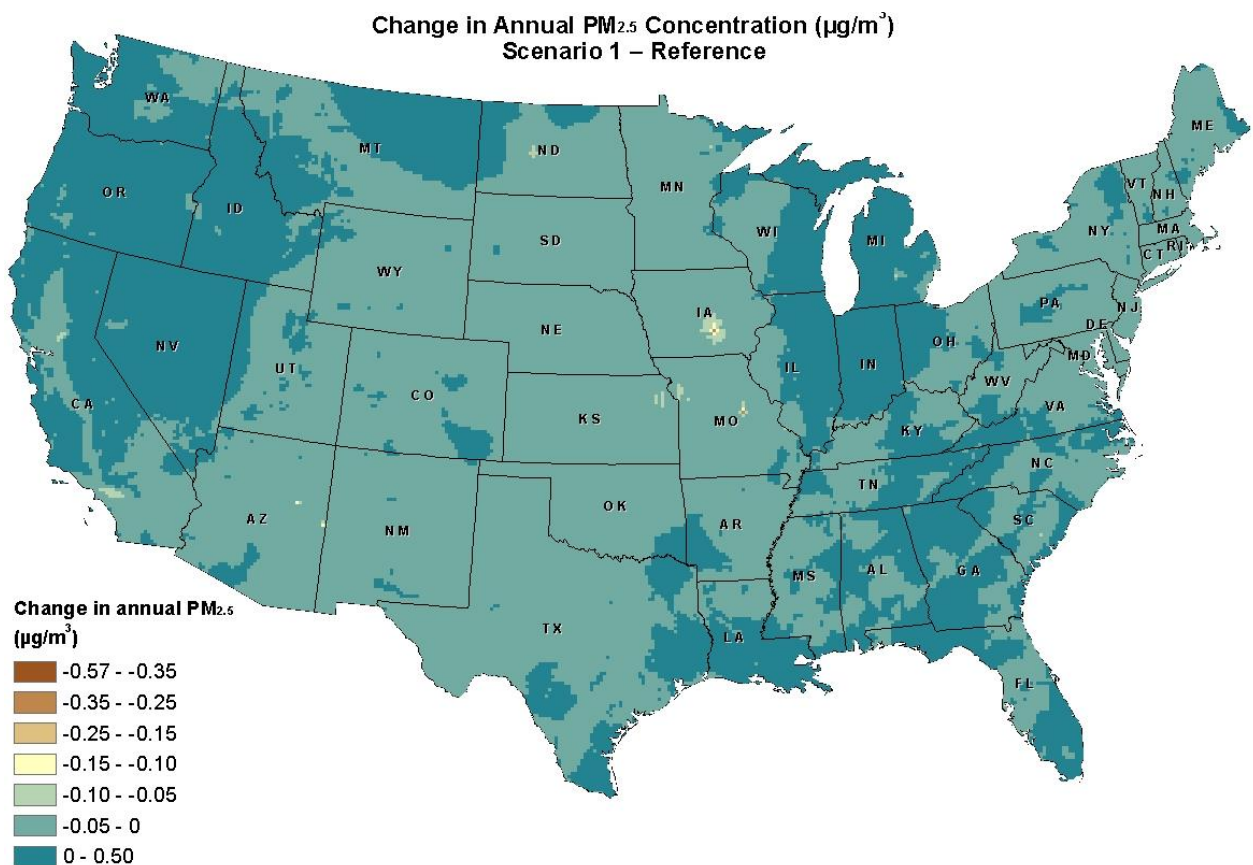 Change in Annual PM2.5 Concentration (µg/m³)
Scenario 1 – Reference
WA
MT
ND
MN
ME
OR
ID
SD
WI
MI
VT
NH
NY
MA
CT
RI
WY
IA
PA
NJ
NE
NV
UT
IL
IN
OH
DE
MD
CO
WV
CA
KS
MO
VA
KY
NC
TN
OK
AR
AZ
NM
SC
MS
AL
GA
TX
LA
FL
Change in annual PM2.5
(µg/m³)
-0.57 - -0.35
-0.35 - -0.25
-0.25 - -0.15
-0.15 - -0.10
-0.10 - -0.05
-0.05 - 0
0 - 0.50